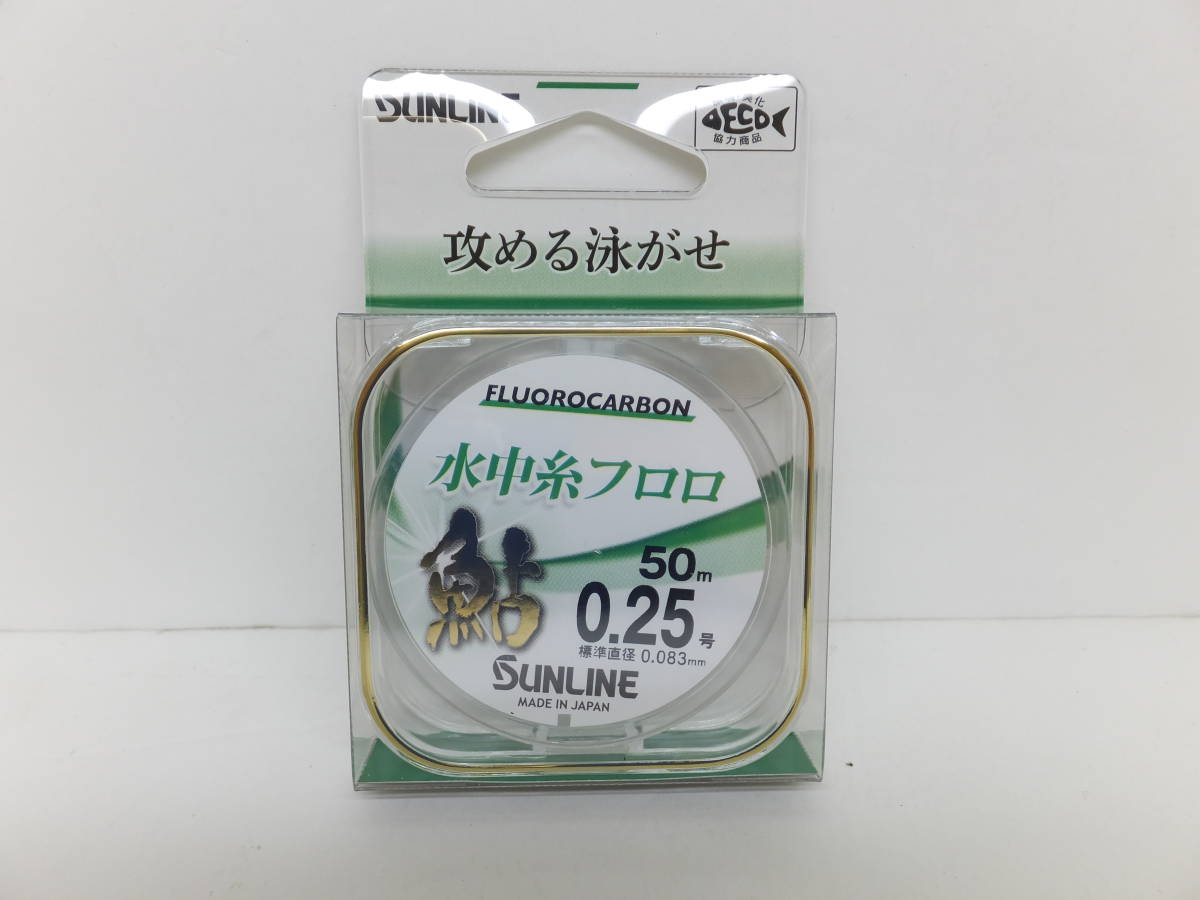 SUNLINE
ECO
協力商品
攻める泳がせ
FLUOROCARBON
水中糸フロロ
鮎
50m
0.25号
標準直径 0.083mm
SUNLINE
MADE IN JAPAN